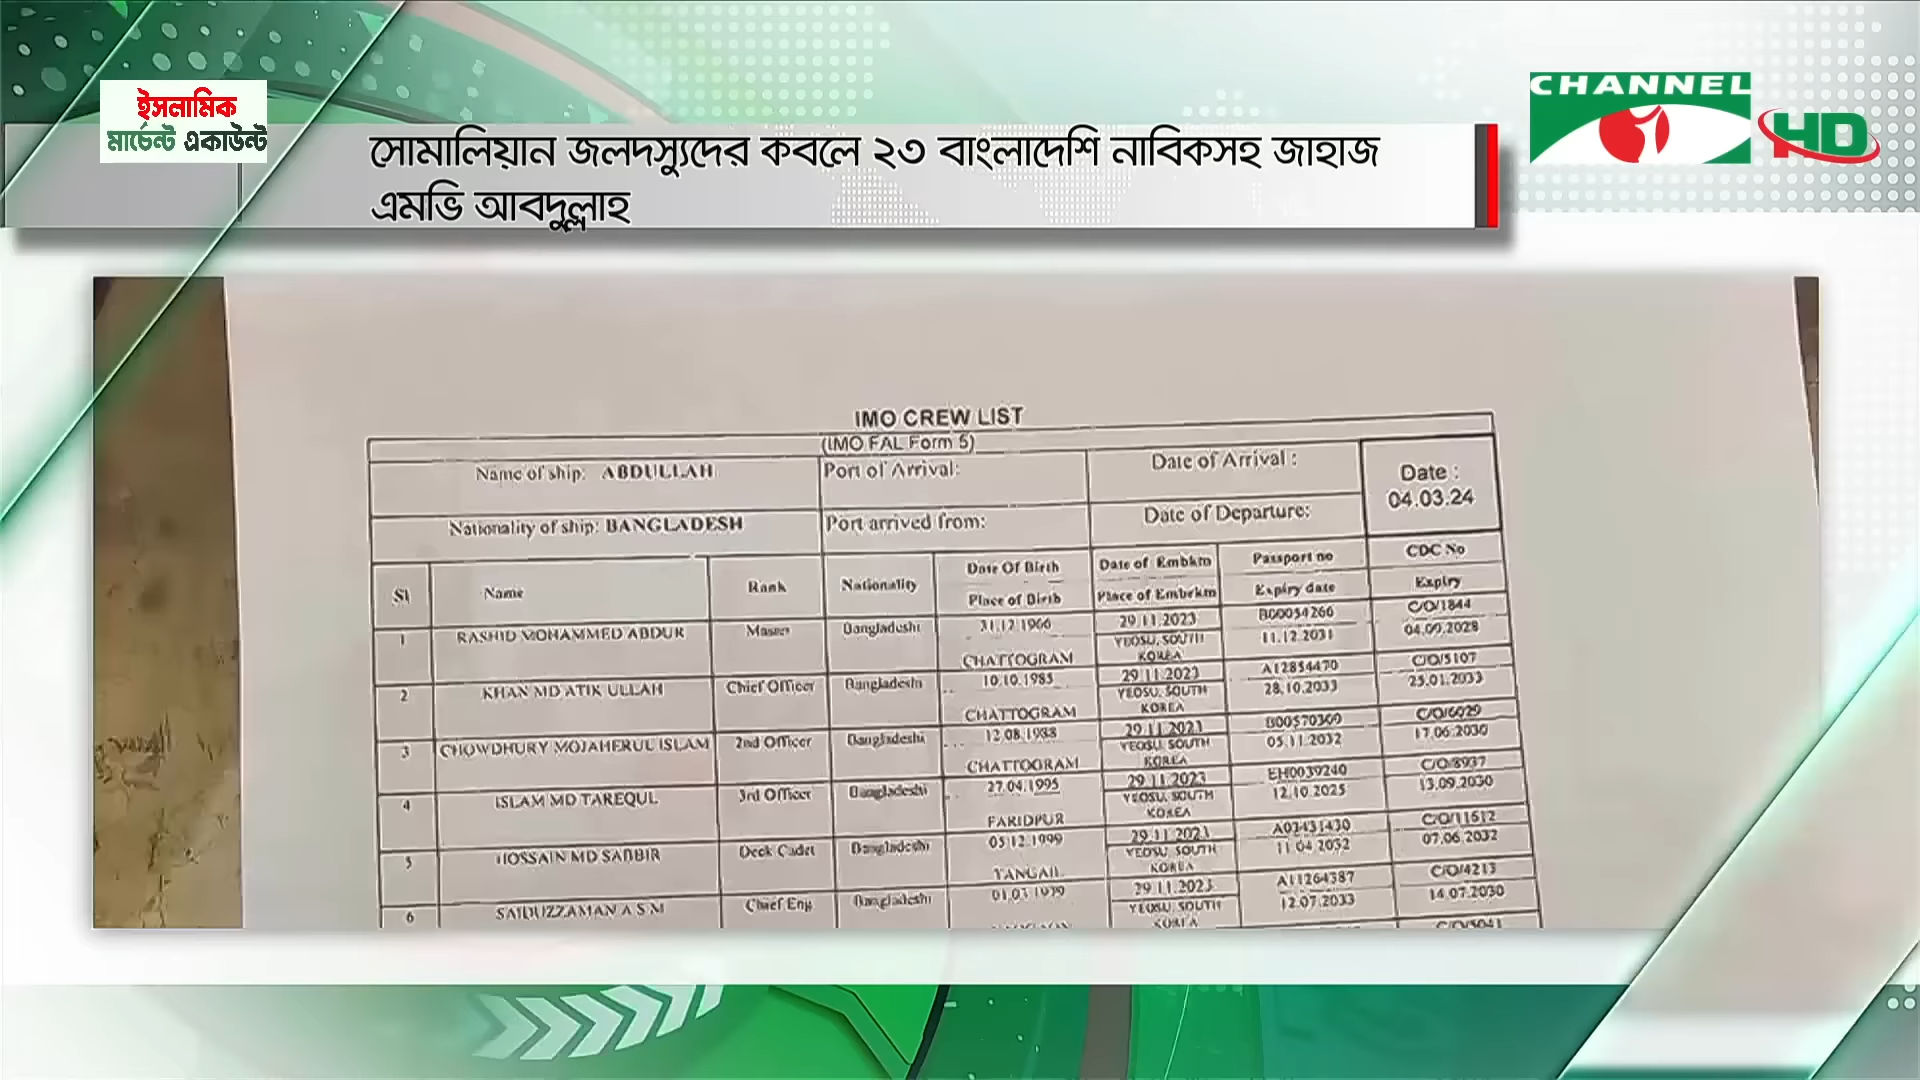 ইসলামিক
মার্চেন্ট একাউন্ট
সোমালিয়ান জলদস্যুদের কবলে ২৩ বাংলাদেশি নাবিকসহ জাহাজ
এমভি আবদুল্লাহ
CHANNEL
HD
IMO CREW LIST
(IMO FAL Form 5)
Name of ship: ABDULLAH Port of Arrival: Date of Arrival : Date :
04.03.24
Nationality of ship: BANGLADESH Port arrived from: Date of Departure:
Sl Name Rank Nationality Date Of Birth Date of Embkm Passport no CDC No
Place of Birth Place of Embrkm Expiry date Expiry
1 RASHID MOHAMMED ABDUR Master Bangladeshi 31.12.1966 29.11.2023 B00054266 C/O/1844
CHATTOGRAM YEOSU, SOUTH KOREA 11.12.2031 04.09.2028
2 KHAN MD ATIK ULLAH Chief Officer Bangladeshi 10.10.1985 29.11.2023 A12854470 C/O/5107
CHATTOGRAM YEOSU, SOUTH KOREA 28.10.2033 25.01.2033
3 CHOWDHURY MOJAHERUL ISLAM 2nd Officer Bangladeshi 12.08.1988 29.11.2023 B00570369 C/O/6029
CHATTOGRAM YEOSU, SOUTH KOREA 05.11.2032 17.06.2030
4 ISLAM MD TAREQUL 3rd Officer Bangladeshi 27.04.1995 29.11.2023 EH0039240 C/O/8937
FARIDPUR YEOSU, SOUTH KOREA 12.10.2025 13.09.2030
5 HOSSAIN MD SABBIR Deck Cadet Bangladeshi 05.12.1999 29.11.2023 A03431430 C/O/11512
TANGAIL YEOSU, SOUTH KOREA 11.04.2032 07.06.2032
6 SAIDUZZAMAN A S M Chief Eng Bangladeshi 01.03.1979 29.11.2023 A11264387 C/O/4213
YEOSU, SOUTH KOREA 12.07.2033 14.07.2030